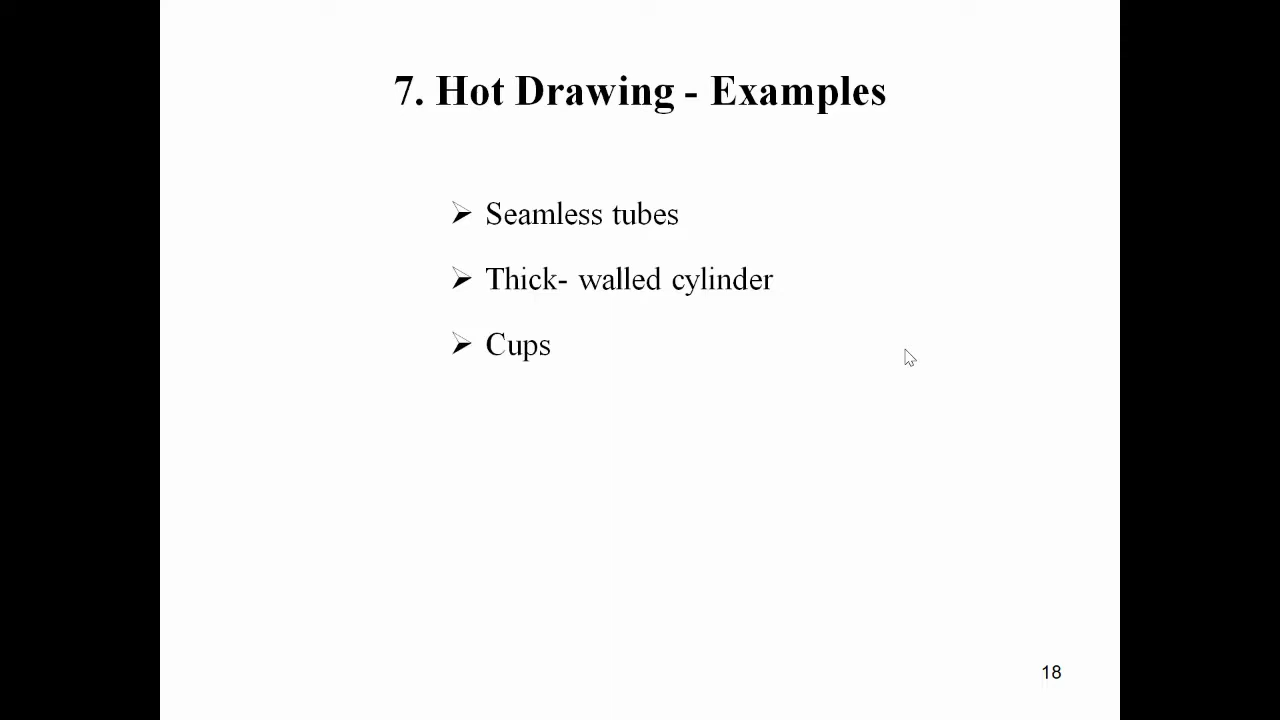 7. Hot Drawing - Examples
➢ Seamless tubes
➢ Thick- walled cylinder
➢ Cups
18